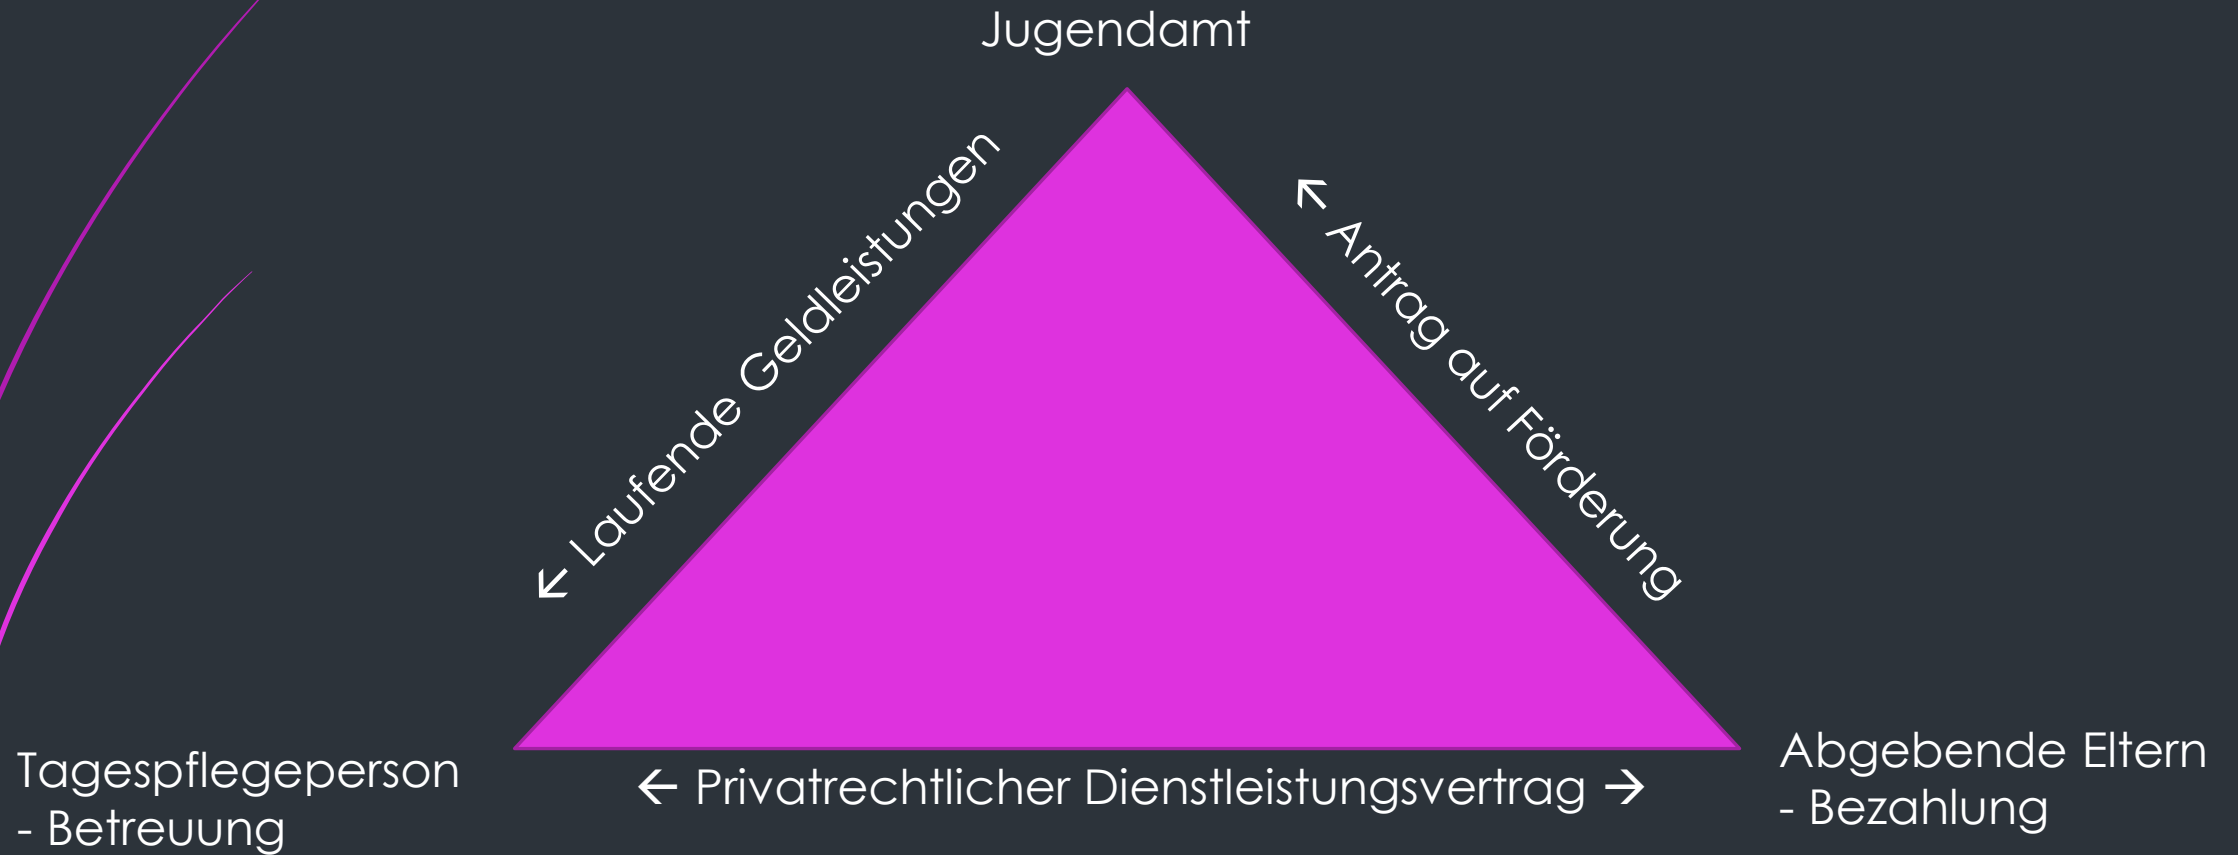 Jugendamt
← Laufende Geldleistungen
← Antrag auf Förderung
Tagespflegeperson
- Betreuung
← Privatrechtlicher Dienstleistungsvertrag →
Abgebende Eltern
- Bezahlung